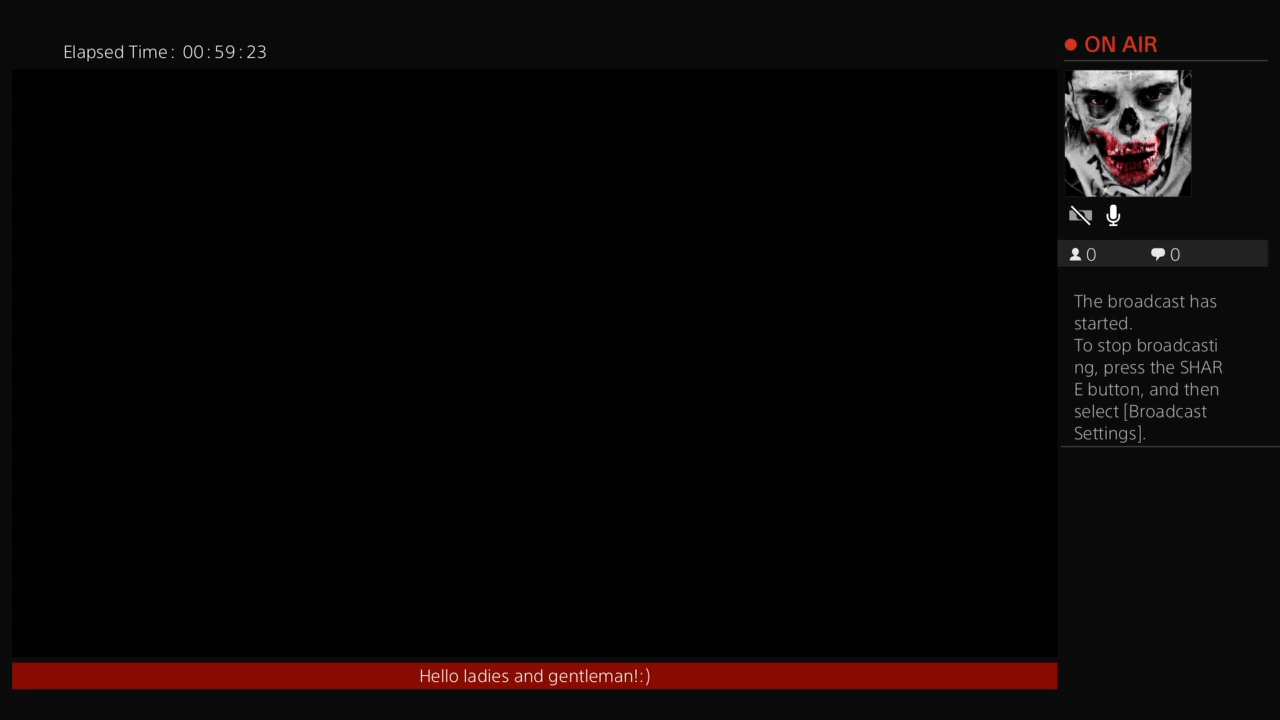 Elapsed Time: 00:59:23
ON AIR
0 0
The broadcast has
started.
To stop broadcasti
ng, press the SHAR
E button, and then
select [Broadcast
Settings].
Hello ladies and gentleman!:)